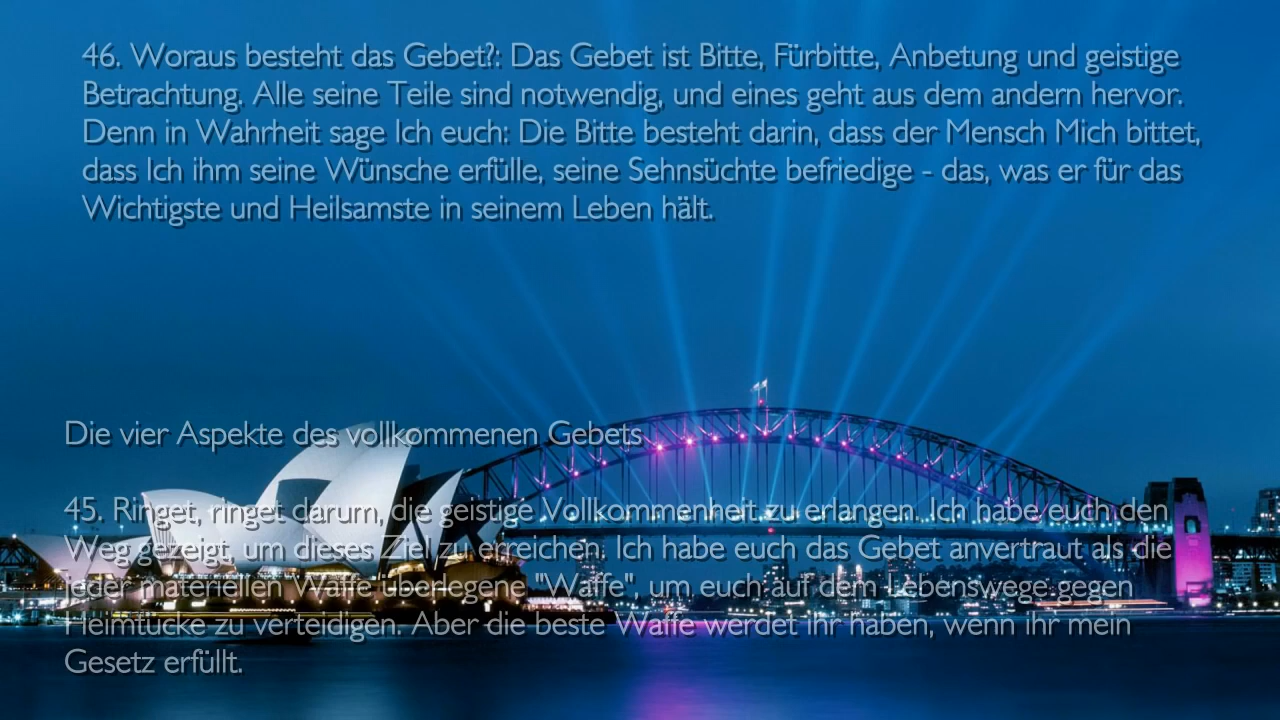 46. Woraus besteht das Gebet?: Das Gebet ist Bitte, Fürbitte, Anbetung und geistige
Betrachtung. Alle seine Teile sind notwendig, und eines geht aus dem andern hervor.
Denn in Wahrheit sage Ich euch: Die Bitte besteht darin, dass der Mensch Mich bittet,
dass Ich ihm seine Wünsche erfülle, seine Sehnsüchte befriedige - das, was er für das
Wichtigste und Heilsamste in seinem Leben hält.
Die vier Aspekte des vollkommenen Gebets
45. Ringet, ringet darum, die geistige Vollkommenheit zu erlangen. Ich habe euch den
Weg gezeigt, um dieses Ziel zu erreichen. Ich habe euch das Gebet anvertraut als die
jeder materiellen Waffe überlegene "Waffe", um euch auf dem Lebenswege gegen
Heimtücke zu verteidigen. Aber die beste Waffe werdet ihr haben, wenn ihr mein
Gesetz erfüllt.